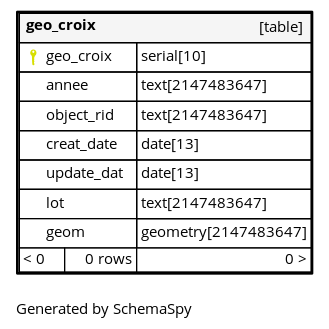 geo_croix [table]
geo_croix serial[10]
annee text[2147483647]
object_rid text[2147483647]
creat_date date[13]
update_dat date[13]
lot text[2147483647]
geom geometry[2147483647]
< 0 0 rows 0 >
Generated by SchemaSpy